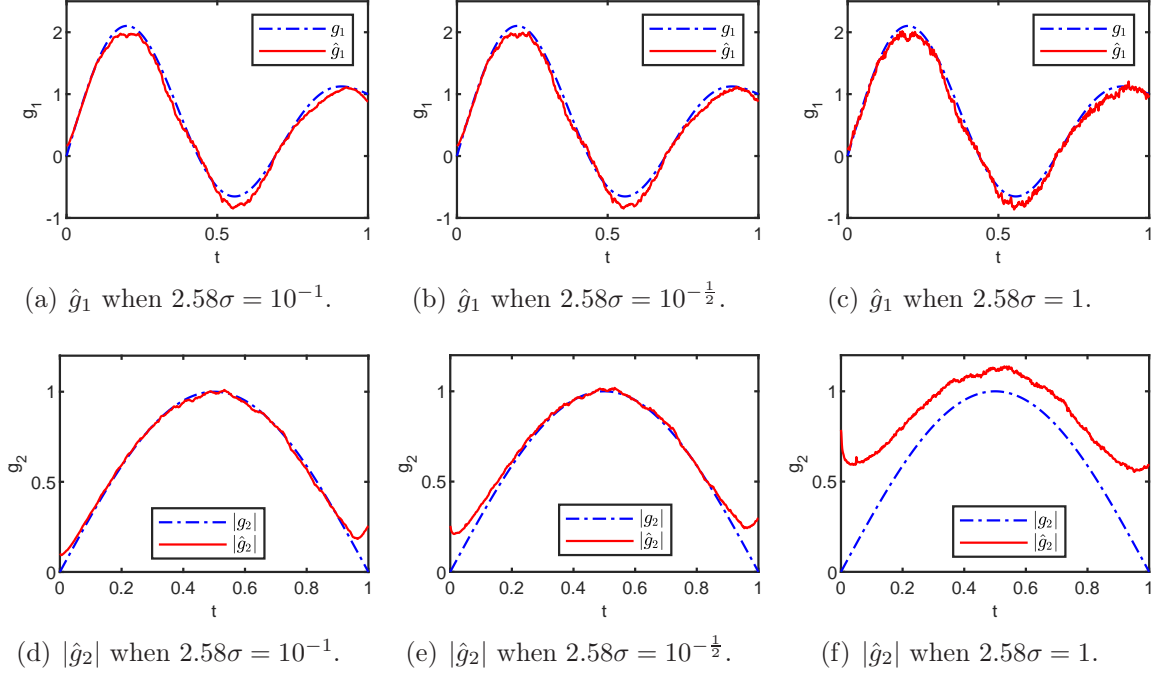 g₁
2
1
0
-1
0
0.5
1
t
g₁
ĝ₁
(a) ĝ₁ when 2.58σ = 10⁻¹.
g₁
2
1
0
-1
0
0.5
1
t
g₁
ĝ₁
(b) ĝ₁ when 2.58σ = 10^{-\frac{1}{2}}.
g₁
2
1
0
-1
0
0.5
1
t
g₁
ĝ₁
(c) ĝ₁ when 2.58σ = 1.
g₂
1
0.5
0
0
0.2
0.4
0.6
0.8
1
t
|g₂|
|ĝ₂|
(d) |ĝ₂| when 2.58σ = 10⁻¹.
g₂
1
0.5
0
0
0.2
0.4
0.6
0.8
1
t
|g₂|
|ĝ₂|
(e) |ĝ₂| when 2.58σ = 10^{-\frac{1}{2}}.
g₂
1
0.5
0
0
0.2
0.4
0.6
0.8
1
t
|g₂|
|ĝ₂|
(f) |ĝ₂| when 2.58σ = 1.